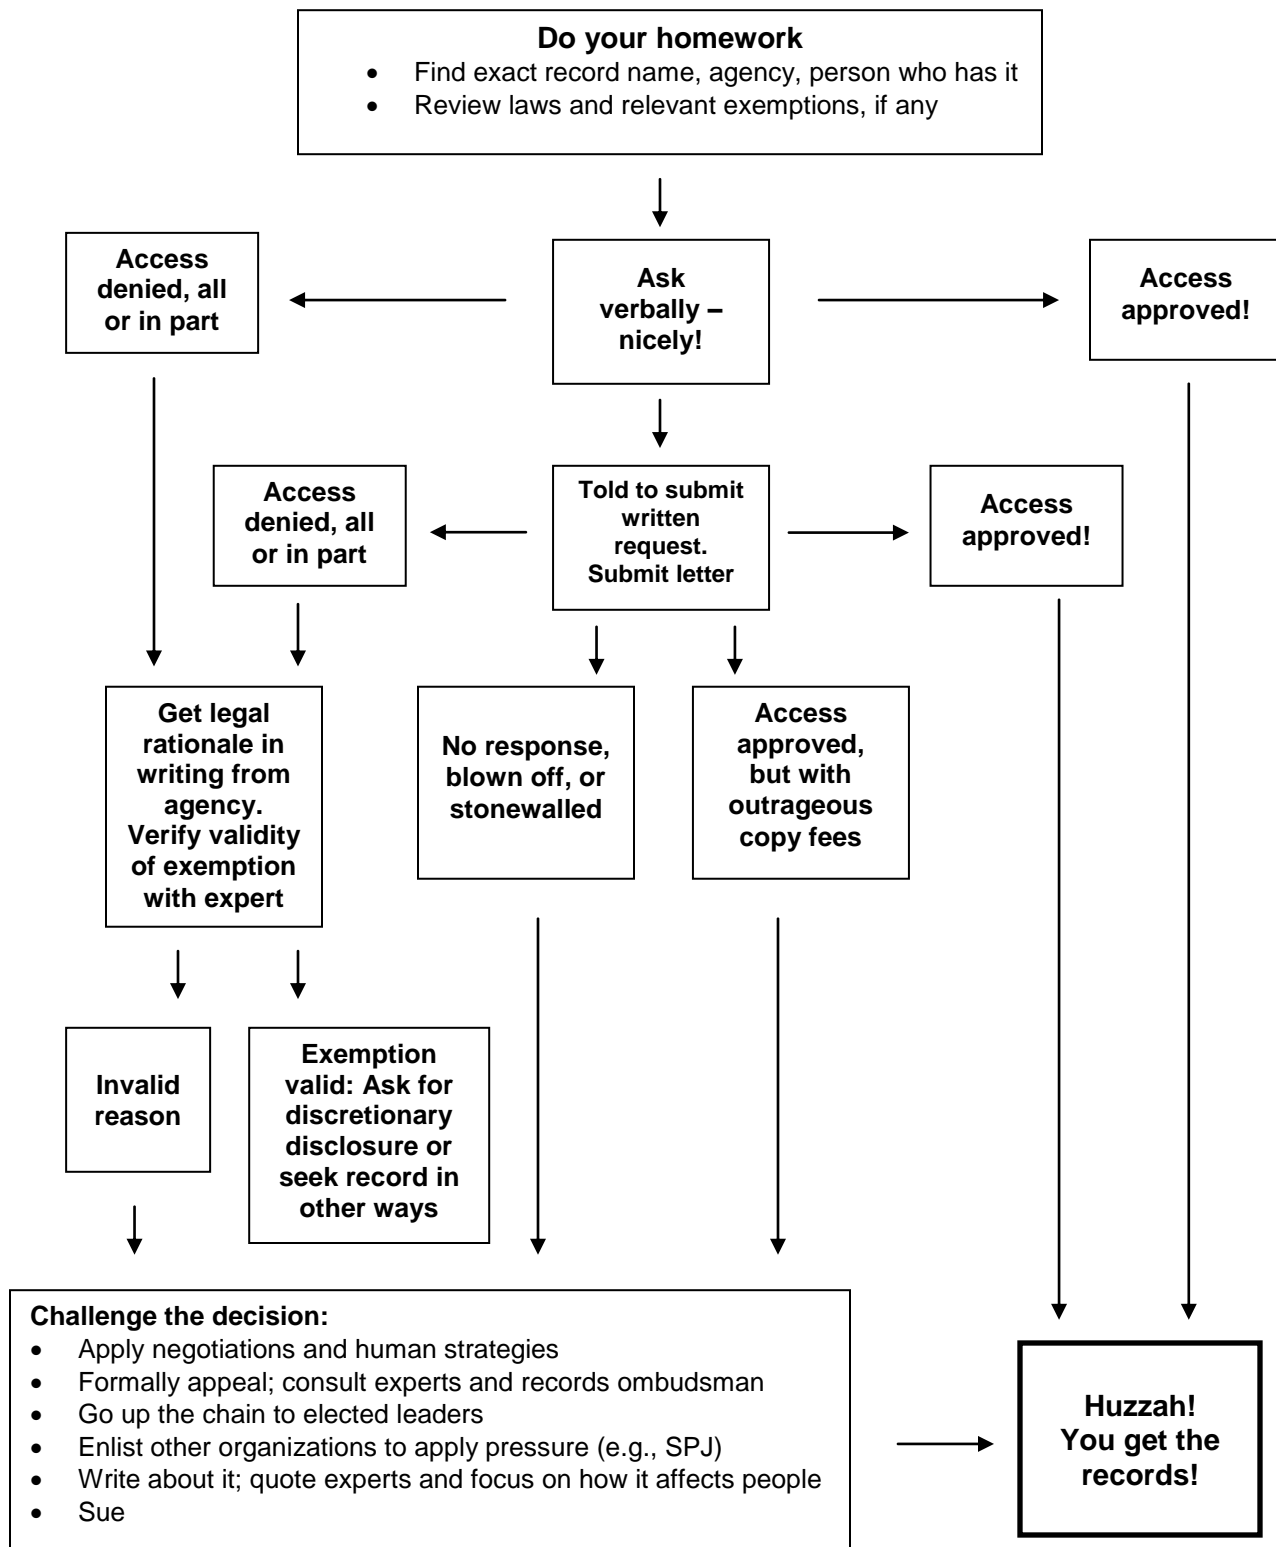 Do your homework
• Find exact record name, agency, person who has it
• Review laws and relevant exemptions, if any
Access
denied, all
or in part
Ask
verbally –
nicely!
Access
approved!
Access
denied, all
or in part
Told to submit
written
request.
Submit letter
Access
approved!
Get legal
rationale in
writing from
agency.
Verify validity
of exemption
with expert
No response,
blown off, or
stonewalled
Access
approved,
but with
outrageous
copy fees
Invalid
reason
Exemption
valid: Ask for
discretionary
disclosure or
seek record in
other ways
Challenge the decision:
• Apply negotiations and human strategies
• Formally appeal; consult experts and records ombudsman
• Go up the chain to elected leaders
• Enlist other organizations to apply pressure (e.g., SPJ)
• Write about it; quote experts and focus on how it affects people
• Sue
Huzzah!
You get the
records!